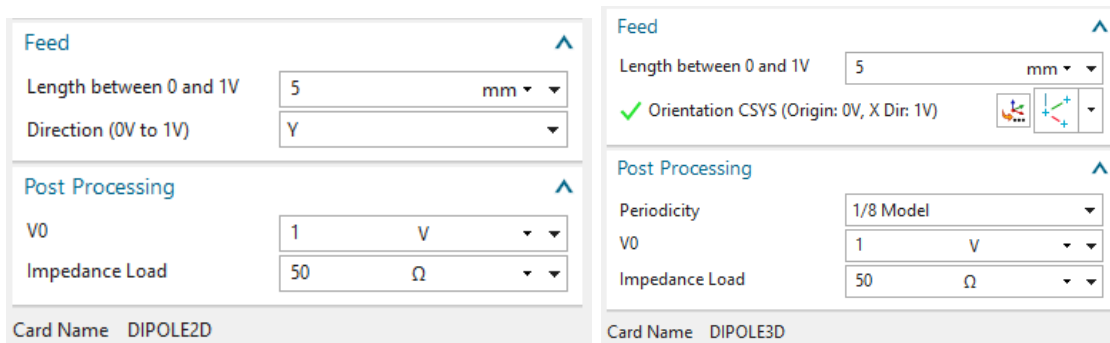 Feed
Length between 0 and 1V 5 mm
Direction (0V to 1V) Y
Post Processing
V0 1 V
Impedance Load 50 Ω
Card Name DIPOLE2D
Feed
Length between 0 and 1V 5 mm
Orientation CSYS (Origin: 0V, X Dir: 1V)
Post Processing
Periodicity 1/8 Model
V0 1 V
Impedance Load 50 Ω
Card Name DIPOLE3D